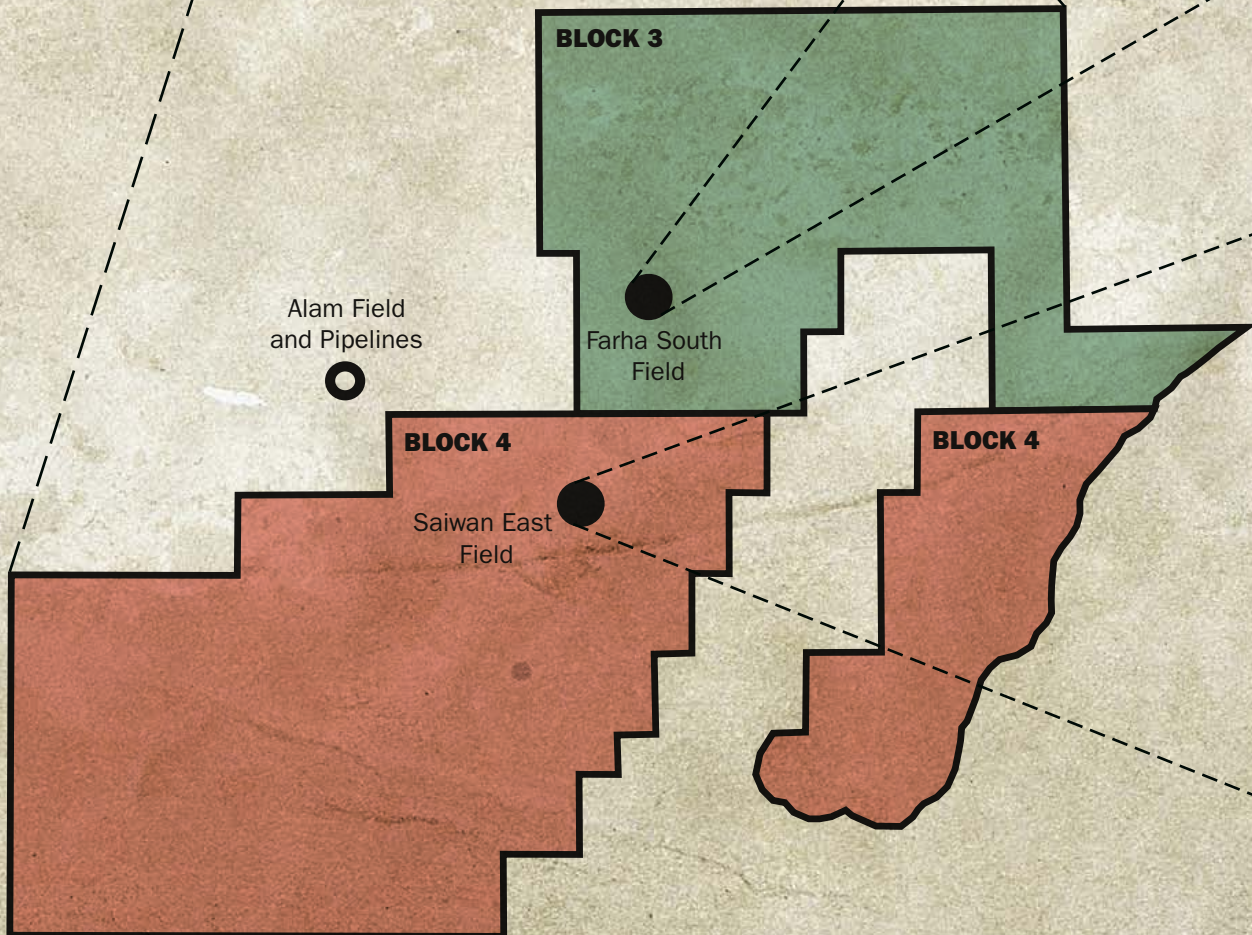 BLOCK 3
Alam Field
and Pipelines
Farha South
Field
BLOCK 4
BLOCK 4
Saiwan East
Field